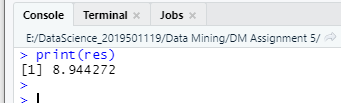 Console Terminal × Jobs ×
E:/DataScience_2019501119/Data Mining/DM Assignment 5/
> print(res)
[1] 8.944272
>
>